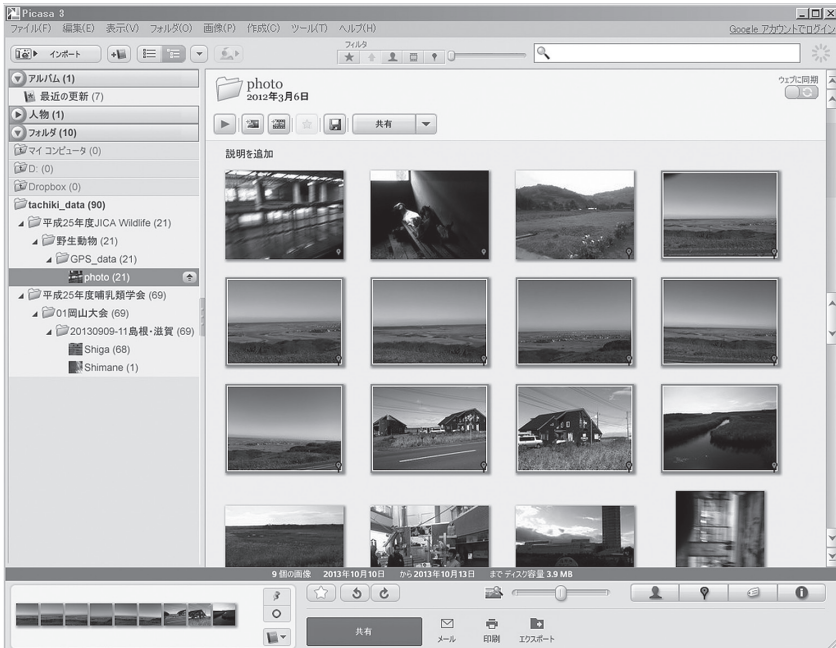 Picasa 3
ファイル(F) 編集(E) 表示(V) フォルダ(O) 画像(P) 作成(C) ツール(T) ヘルプ(H)
Google アカウントでログイン
インポート
フィルタ
アルバム (1)
最近の更新 (7)
人物 (1)
フォルダ (10)
マイ コンピュータ (0)
D: (0)
Dropbox (0)
tachiki_data (90)
平成25年度JICA Wildlife (21)
野生動物 (21)
GPS_data (21)
photo (21)
平成25年度哺乳類学会 (69)
01岡山大会 (69)
20130909-11島根・滋賀 (69)
Shiga (68)
Shimane (1)
photo
2012年3月6日
ウェブに同期
共有
説明を追加
9 個の画像 2013年10月10日 から2013年10月13日 まで ディスク容量 3.9 MB
共有
メール
印刷
エクスポート